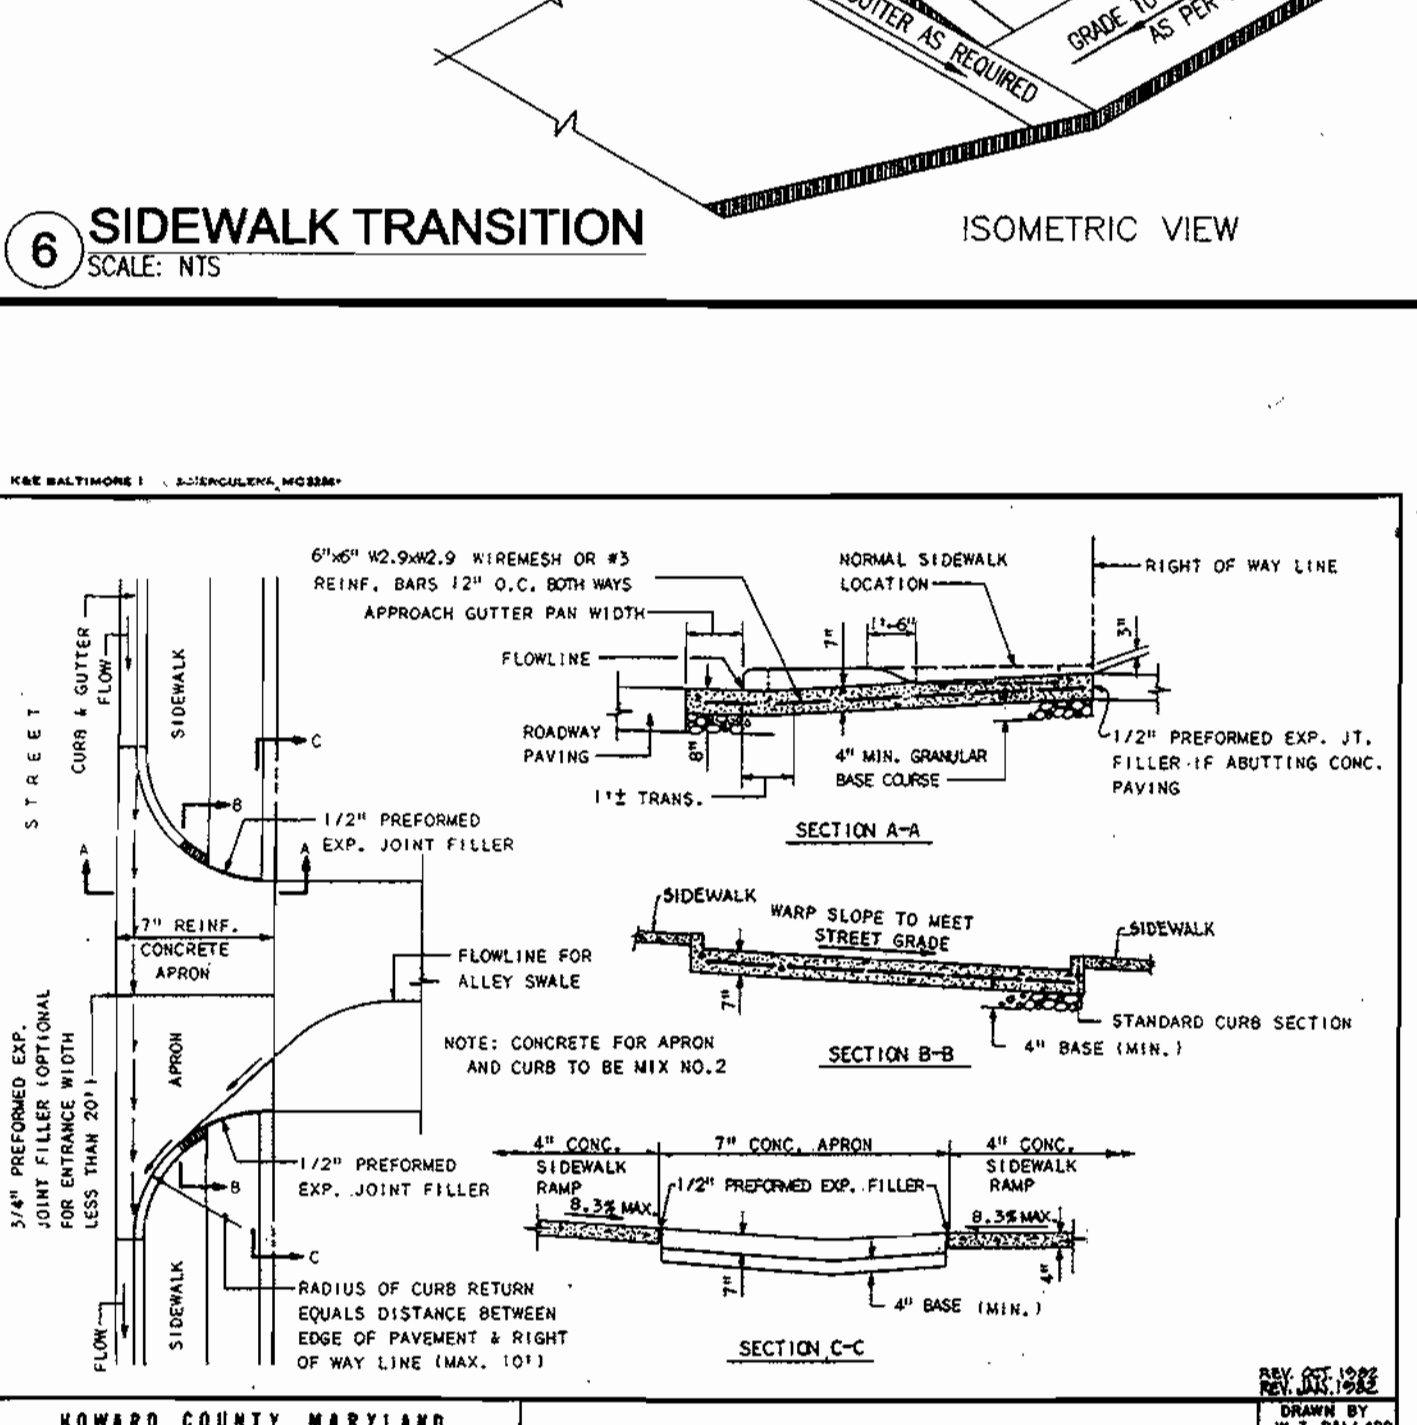 GUTTER AS REQUIRED
GRADE TO
AS PER
6
SIDEWALK TRANSITION
SCALE: NTS
ISOMETRIC VIEW
K&E BALTIMORE
6"x6" W2.9xW2.9 WIREMESH OR #3
REINF. BARS 12" O.C. BOTH WAYS
APPROACH GUTTER PAN WIDTH
FLOWLINE
ROADWAY
PAVING
8"
1'± TRANS.
7"
1'-6"
NORMAL SIDEWALK
LOCATION
RIGHT OF WAY LINE
3"
4" MIN. GRANULAR
BASE COURSE
1/2" PREFORMED EXP. JT.
FILLER IF ABUTTING CONC.
PAVING
SECTION A-A
STREET
CURB & GUTTER
FLOW
SIDEWALK
C
B
A
A
1/2" PREFORMED
EXP. JOINT FILLER
7" REINF.
CONCRETE
APRON
FLOWLINE FOR
ALLEY SWALE
NOTE: CONCRETE FOR APRON
AND CURB TO BE MIX NO.2
SIDEWALK
WARP SLOPE TO MEET
STREET GRADE
SIDEWALK
7"
STANDARD CURB SECTION
4" BASE (MIN.)
SECTION B-B
3/4" PREFORMED EXP.
JOINT FILLER (OPTIONAL
FOR ENTRANCE WIDTH
LESS THAN 20')
APRON
1/2" PREFORMED
EXP. JOINT FILLER
B
C
RADIUS OF CURB RETURN
EQUALS DISTANCE BETWEEN
EDGE OF PAVEMENT & RIGHT
OF WAY LINE (MAX. 10')
SIDEWALK
FLOW
4" CONC.
SIDEWALK
RAMP
8.3% MAX.
7" CONC. APRON
1/2" PREFORMED EXP. FILLER
4" CONC.
SIDEWALK
RAMP
8.3% MAX.
7"
4"
4" BASE (MIN.)
SECTION C-C
REV. OCT. 1982
REV. JAN. 1982
HOWARD COUNTY MARYLAND
DRAWN BY